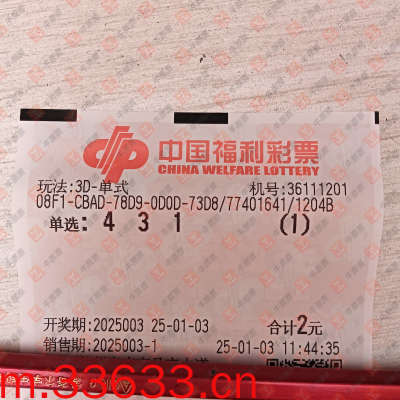 中国福利彩票
CHINA WELFARE LOTTERY
玩法:3D-单式 机号:36111201
08F1-CBAD-78D9-0D0D-73D8/77401641/1204B
单选: 4 3 1 (1)
开奖期:2025003 25-01-03 合计2元
销售期:2025003-1 25-01-03 11:44:35
m.33633.cn